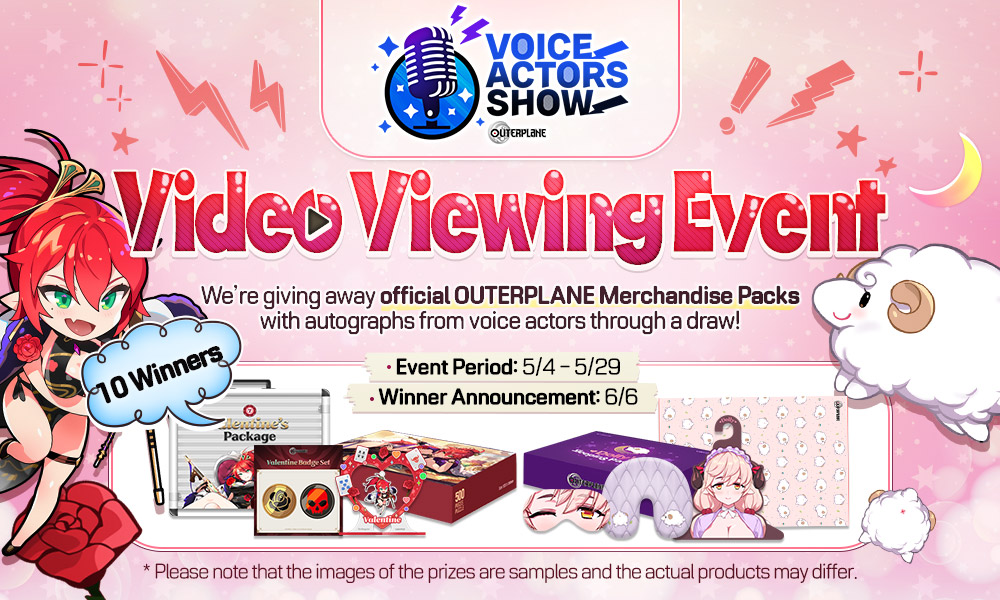 VOICE
ACTORS
SHOW
OUTERPLANE
Video Viewing Event
We're giving away official OUTERPLANE Merchandise Packs
with autographs from voice actors through a draw!
10 Winners
• Event Period: 5/4 – 5/29
• Winner Announcement: 6/6
Valentine's
Package
Valentine Badge Set
Valentine
500
* Please note that the images of the prizes are samples and the actual products may differ.